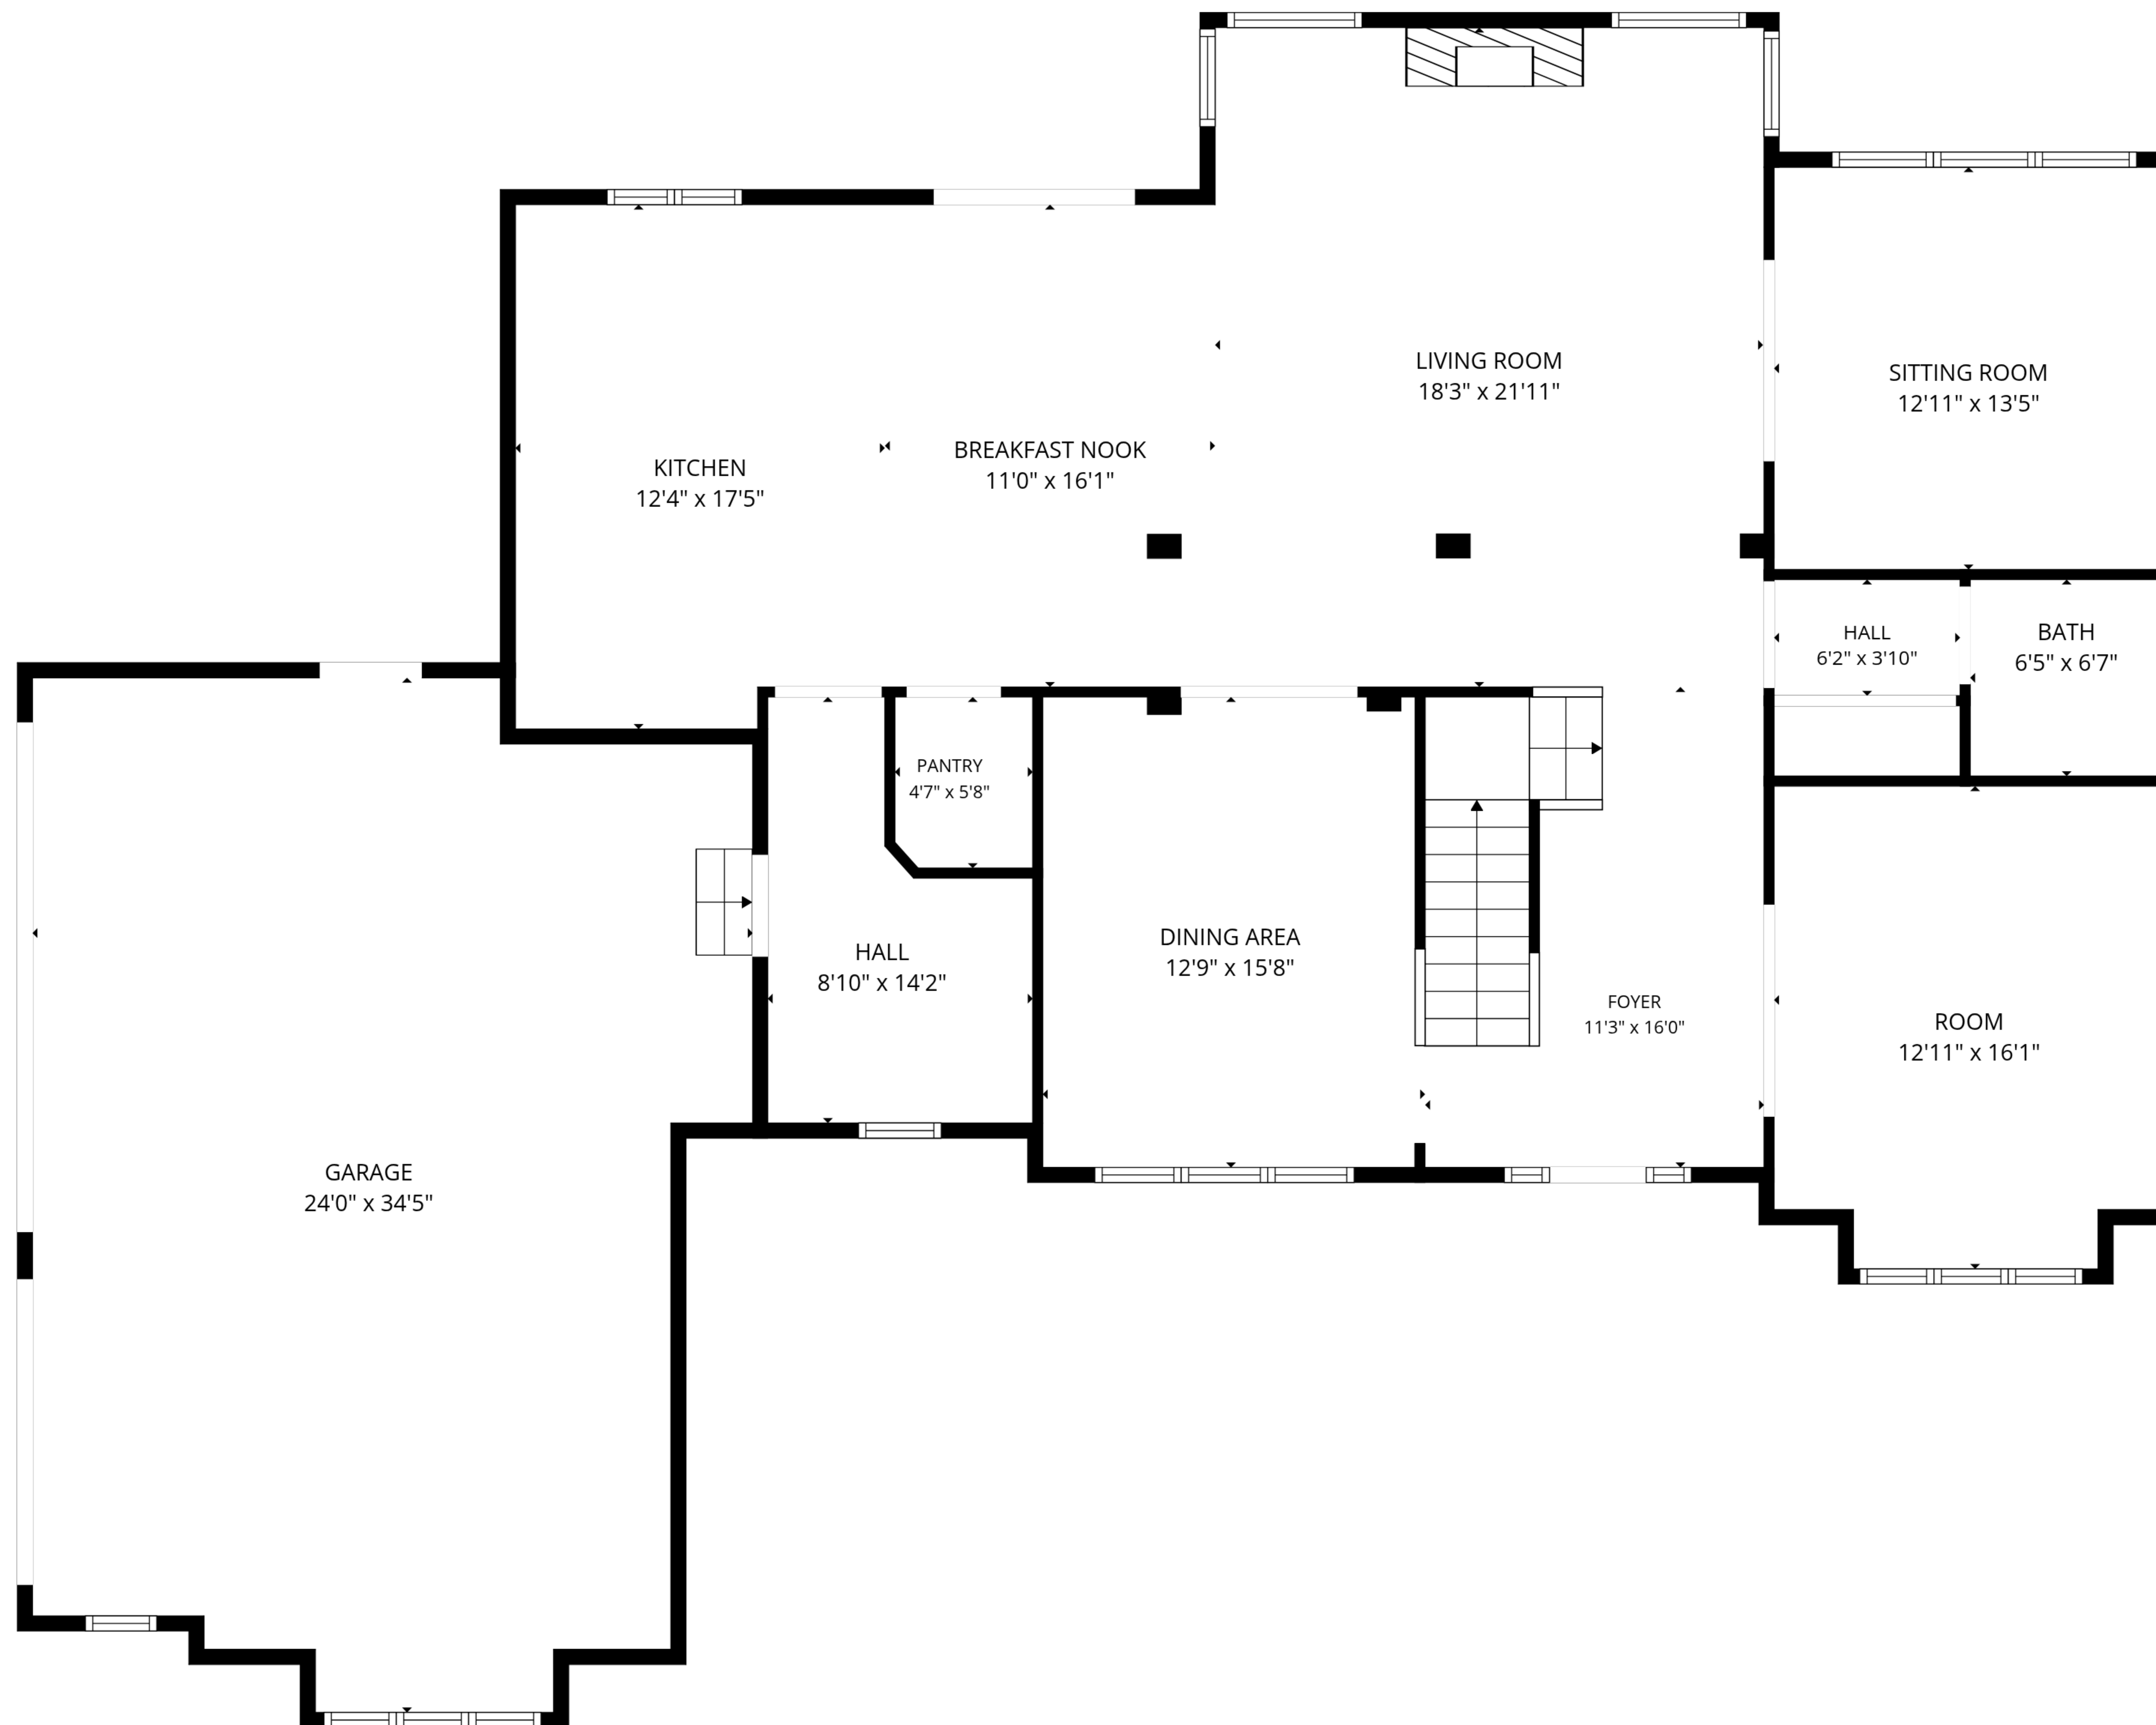 LIVING ROOM
18'3" x 21'11"
SITTING ROOM
12'11" x 13'5"
BREAKFAST NOOK
11'0" x 16'1"
KITCHEN
12'4" x 17'5"
HALL
6'2" x 3'10"
BATH
6'5" x 6'7"
PANTRY
4'7" x 5'8"
DINING AREA
12'9" x 15'8"
HALL
8'10" x 14'2"
FOYER
11'3" x 16'0"
ROOM
12'11" x 16'1"
GARAGE
24'0" x 34'5"